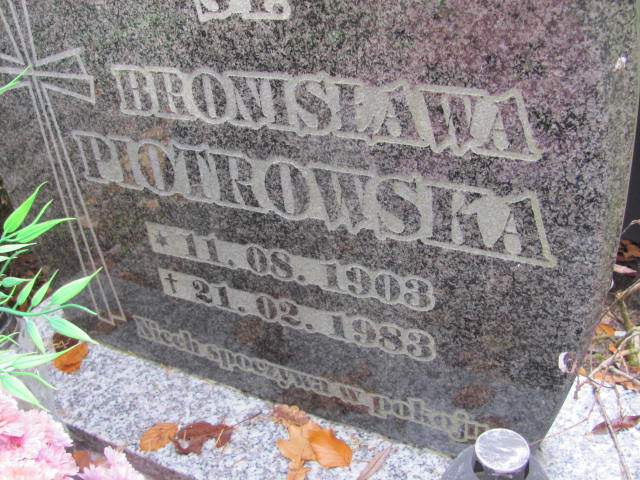 Ś.P.
BRONISŁAWA
PIOTROWSKA
* 11. 08. 1903
† 21. 02. 1983
Niech spoczywa w pokoju